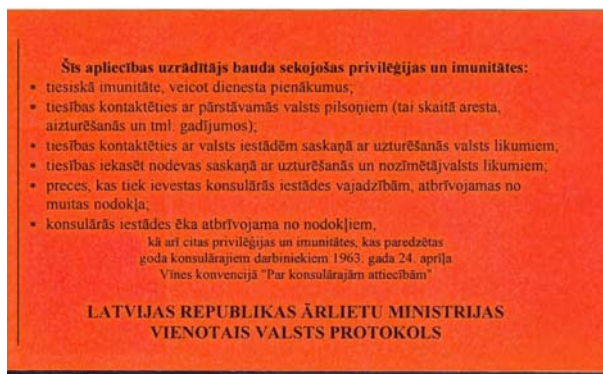 Šīs apliecības uzrādītājs bauda sekojošas privilēģijas un imunitātes:
• tiesiskā imunitāte, veicot dienesta pienākumus;
• tiesības kontaktēties ar pārstāvamās valsts pilsoņiem (tai skaitā aresta,
aizturēšanās un tml. gadījumos);
• tiesības kontaktēties ar valsts iestādēm saskaņā ar uzturēšanās valsts likumiem;
• tiesības iekasēt nodevas saskaņā ar uzturēšanās un nozīmētājvalsts likumiem;
• preces, kas tiek ievestas konsulārās iestādes vajadzībām, atbrīvojamas no
muitas nodokļa;
• konsulārās iestādes ēka atbrīvojama no nodokļiem,
kā arī citas privilēģijas un imunitātes, kas paredzētas
goda konsulārajiem darbiniekiem 1963. gada 24. aprīļa
Vīnes konvencijā "Par konsulārajām attiecībām"
LATVIJAS REPUBLIKAS ĀRLIETU MINISTRIJAS
VIENOTAIS VALSTS PROTOKOLS